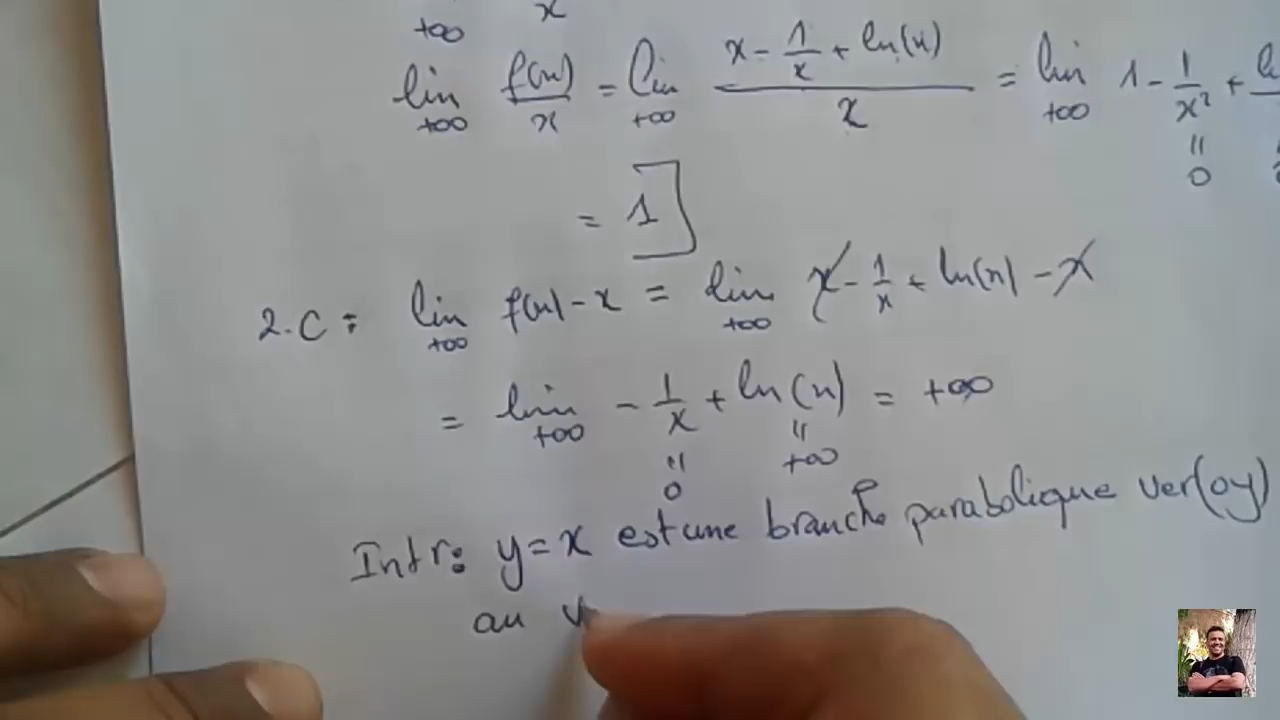 +∞ x
lim f(x)/x = lim (x - 1/x + ln(x))/x = lim 1 - 1/x² +
+∞ +∞ +∞ "
0
= 1
2.C: lim f(x) - x = lim x - 1/x + ln(x) - x
+∞ +∞
= lim - 1/x + ln(x) = +∞
+∞ " "
0 +∞
Intr: y = x est une branche parabolique ver(oy)
au